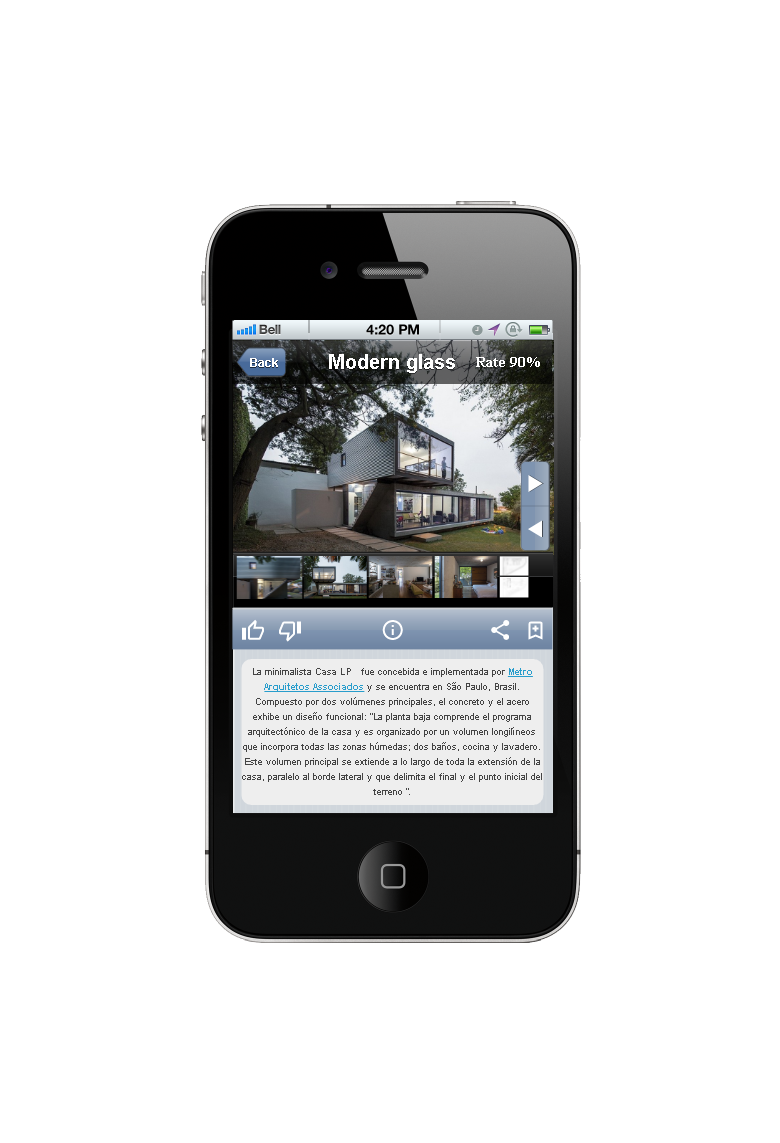 Bell 4:20 PM
Back Modern glass Rate 90%
La minimalista Casa LP fue concebida e implementada por Metro
Arquitetos Associados y se encuentra en São Paulo, Brasil.
Compuesto por dos volúmenes principales, el concreto y el acero
exhibe un diseño funcional: "La planta baja comprende el programa
arquitectónico de la casa y es organizado por un volumen longilíneos
que incorpora todas las zonas húmedas; dos baños, cocina y lavadero.
Este volumen principal se extiende a lo largo de toda la extensión de la
casa, paralelo al borde lateral y que delimita el final y el punto inicial del
terreno ".